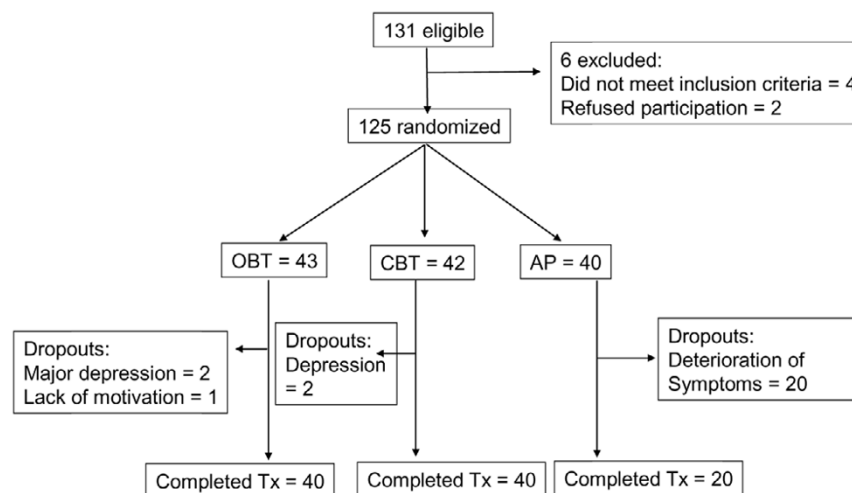 131 eligible
6 excluded:
Did not meet inclusion criteria = 4
Refused participation = 2
125 randomized
OBT = 43
CBT = 42
AP = 40
Dropouts:
Major depression = 2
Lack of motivation = 1
Dropouts:
Depression
= 2
Dropouts:
Deterioration of
Symptoms = 20
Completed Tx = 40
Completed Tx = 40
Completed Tx = 20